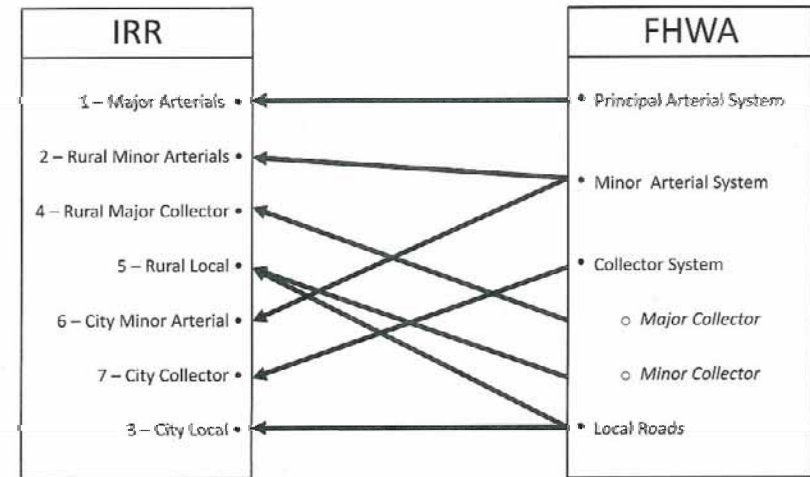 IRR
1 – Major Arterials •
2 – Rural Minor Arterials •
4 – Rural Major Collector •
5 – Rural Local •
6 – City Minor Arterial •
7 – City Collector •
3 – City Local •
FHWA
• Principal Arterial System
• Minor Arterial System
• Collector System
○ Major Collector
○ Minor Collector
• Local Roads